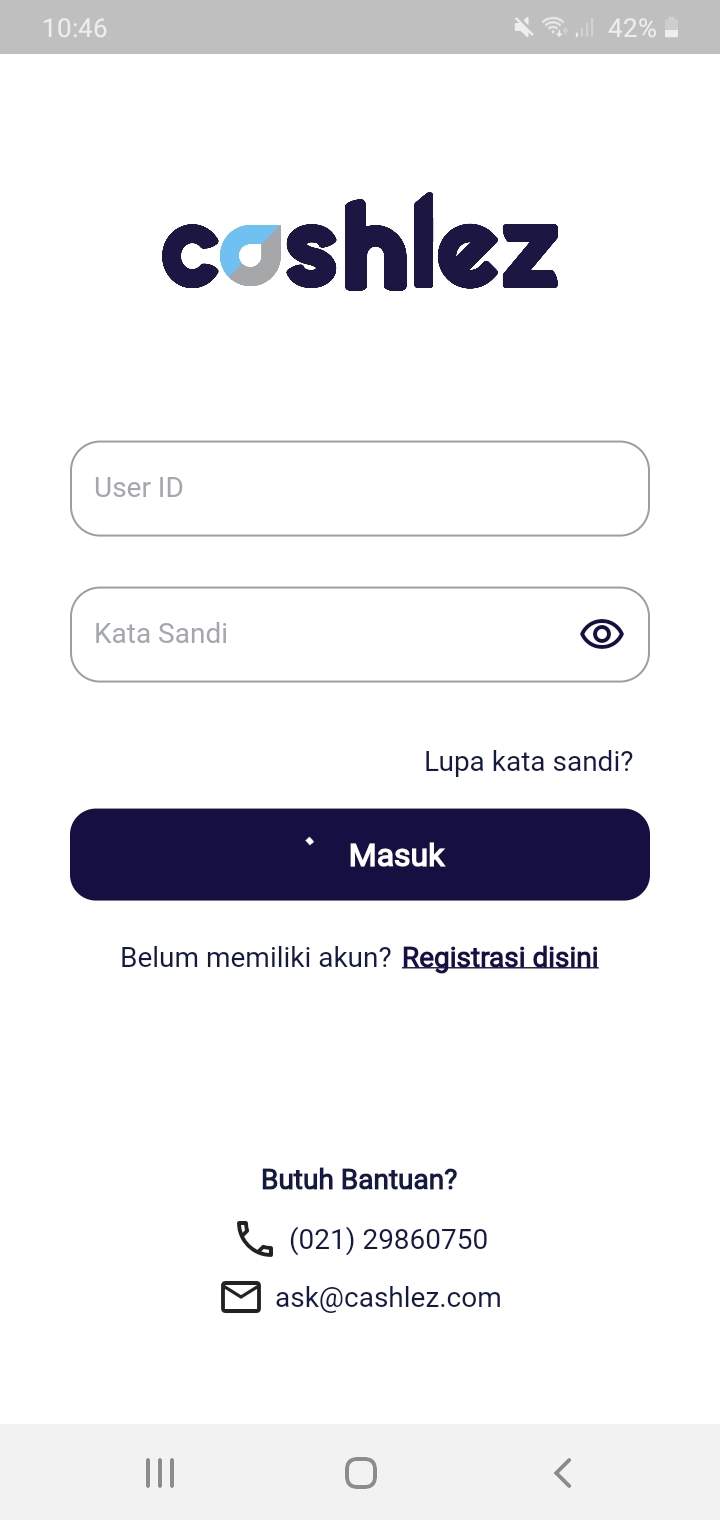 10:46 42%
cashlez
User ID
Kata Sandi
Lupa kata sandi?
Masuk
Belum memiliki akun? Registrasi disini
Butuh Bantuan?
(021) 29860750
ask@cashlez.com